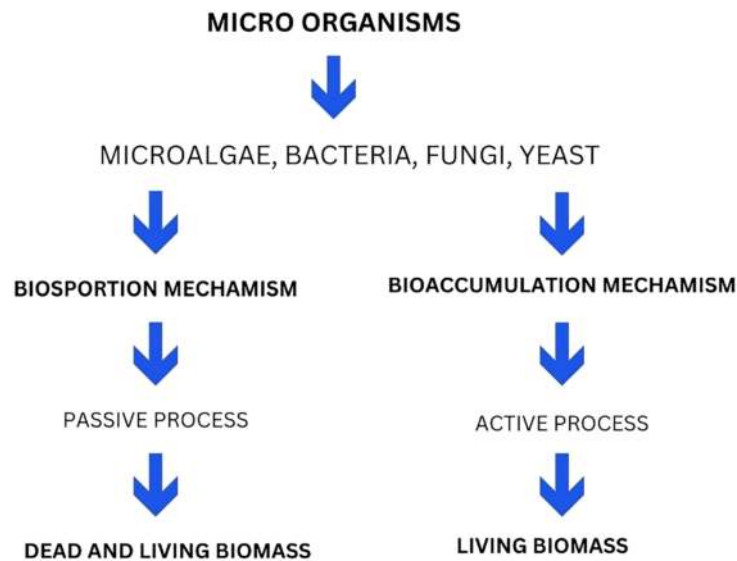 MICRO ORGANISMS
MICROALGAE, BACTERIA, FUNGI, YEAST
BIOSPORTION MECHAMISM
BIOACCUMULATION MECHAMISM
PASSIVE PROCESS
ACTIVE PROCESS
DEAD AND LIVING BIOMASS
LIVING BIOMASS